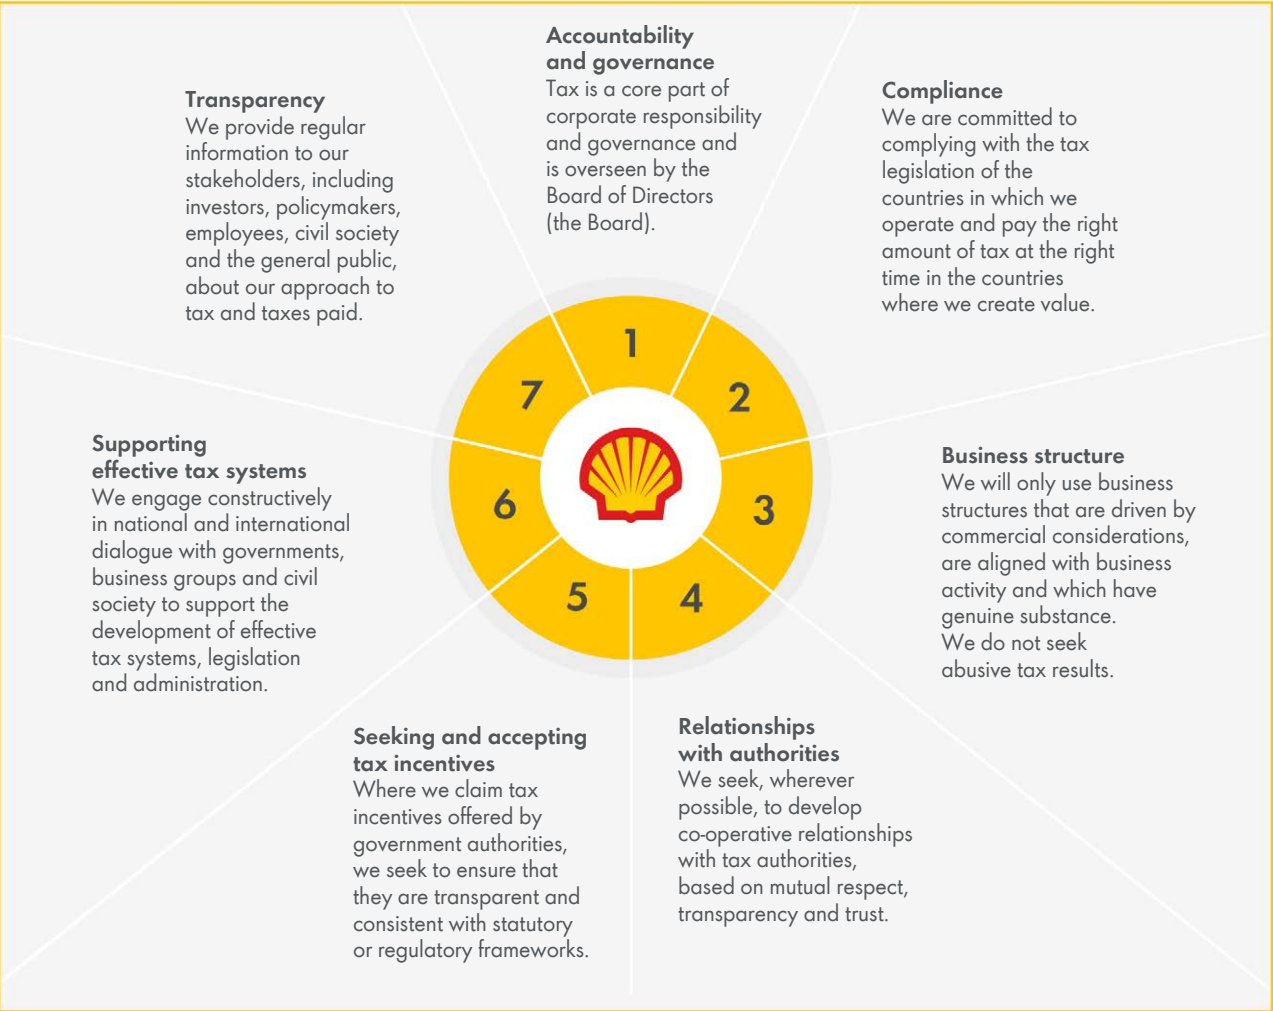 Accountability
and governance
Tax is a core part of
corporate responsibility
and governance and
is overseen by the
Board of Directors
(the Board).
Compliance
We are committed to
complying with the tax
legislation of the
countries in which we
operate and pay the right
amount of tax at the right
time in the countries
where we create value.
Business structure
We will only use business
structures that are driven by
commercial considerations,
are aligned with business
activity and which have
genuine substance.
We do not seek
abusive tax results.
Relationships
with authorities
We seek, wherever
possible, to develop
co-operative relationships
with tax authorities,
based on mutual respect,
transparency and trust.
Seeking and accepting
tax incentives
Where we claim tax
incentives offered by
government authorities,
we seek to ensure that
they are transparent and
consistent with statutory
or regulatory frameworks.
Supporting
effective tax systems
We engage constructively
in national and international
dialogue with governments,
business groups and civil
society to support the
development of effective
tax systems, legislation
and administration.
Transparency
We provide regular
information to our
stakeholders, including
investors, policymakers,
employees, civil society
and the general public,
about our approach to
tax and taxes paid.
1
2
3
4
5
6
7